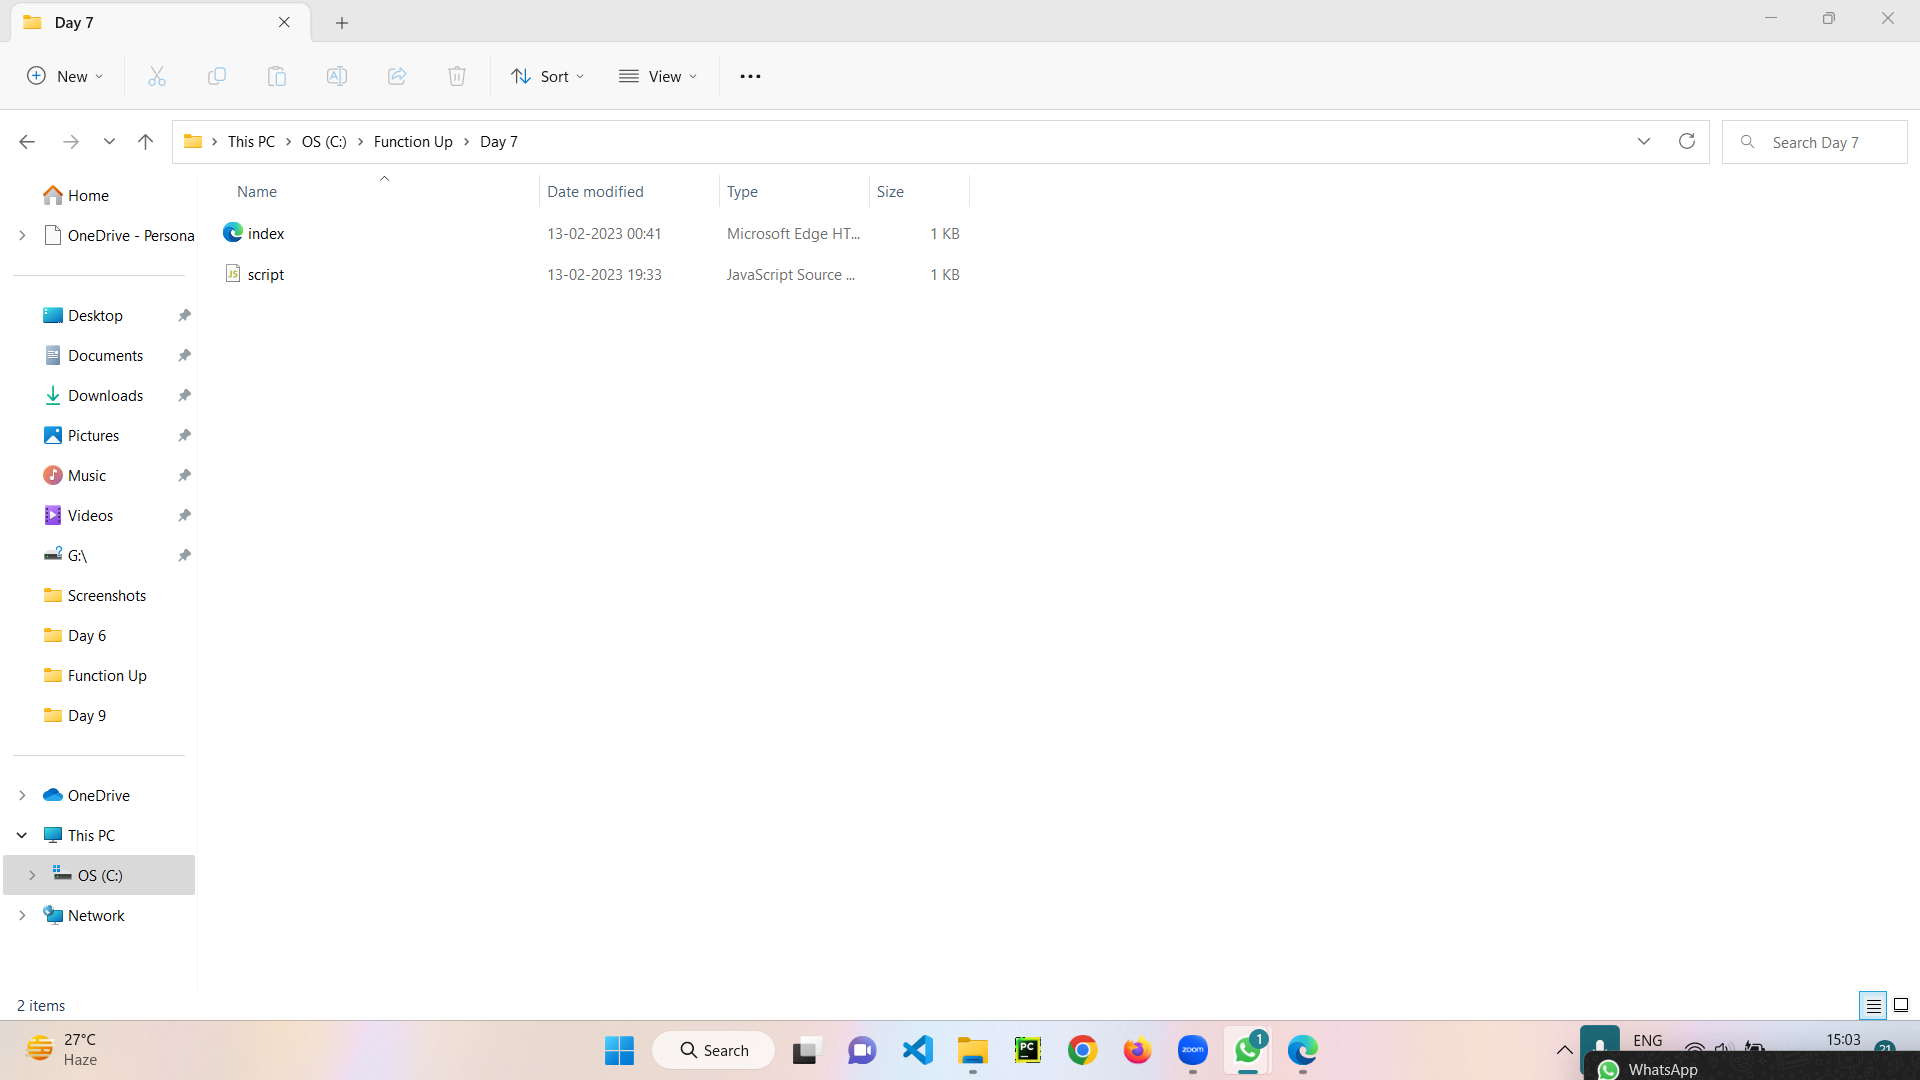 Day 7
New
Sort
View
This PC
OS (C:)
Function Up
Day 7
Search Day 7
Name
Date modified
Type
Size
index
13-02-2023 00:41
Microsoft Edge HT...
1 KB
script
13-02-2023 19:33
JavaScript Source ...
1 KB
Home
OneDrive - Persona
Desktop
Documents
Downloads
Pictures
Music
Videos
G:\
Screenshots
Day 6
Function Up
Day 9
OneDrive
This PC
OS (C:)
Network
2 items
27°C
Haze
Search
PC
zoom
1
ENG
15:03
21
WhatsApp